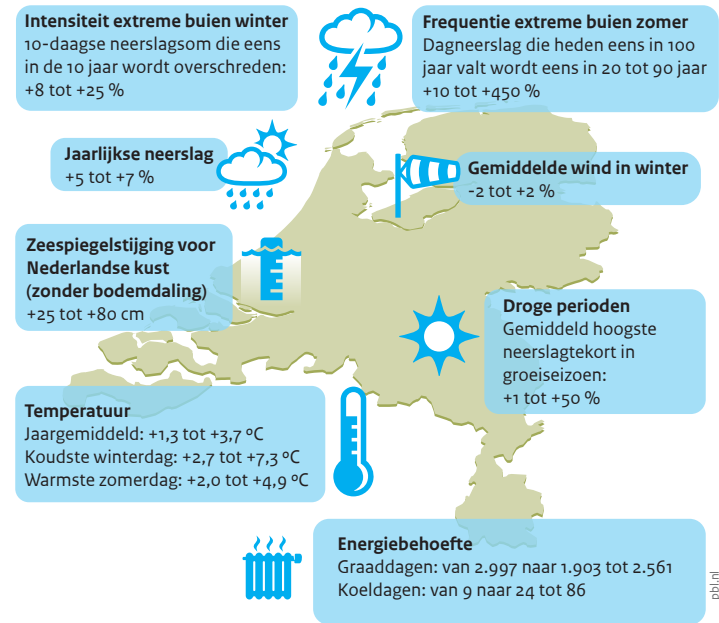 Intensiteit extreme buien winter
10-daagse neerslagsom die eens
in de 10 jaar wordt overschreden:
+8 tot +25 %
Frequentie extreme buien zomer
Dagneerslag die heden eens in 100
jaar valt wordt eens in 20 tot 90 jaar
+10 tot +450 %
Jaarlijkse neerslag
+5 tot +7 %
Gemiddelde wind in winter
-2 tot +2 %
Zeespiegelstijging voor
Nederlandse kust
(zonder bodemdaling)
+25 tot +80 cm
Droge perioden
Gemiddeld hoogste
neerslagtekort in
groeiseizoen:
+1 tot +50 %
Temperatuur
Jaargemiddeld: +1,3 tot +3,7 ºC
Koudste winterdag: +2,7 tot +7,3 ºC
Warmste zomerdag: +2,0 tot +4,9 ºC
Energiebehoefte
Graaddagen: van 2.997 naar 1.903 tot 2.561
Koeldagen: van 9 naar 24 tot 86
pbl.nl